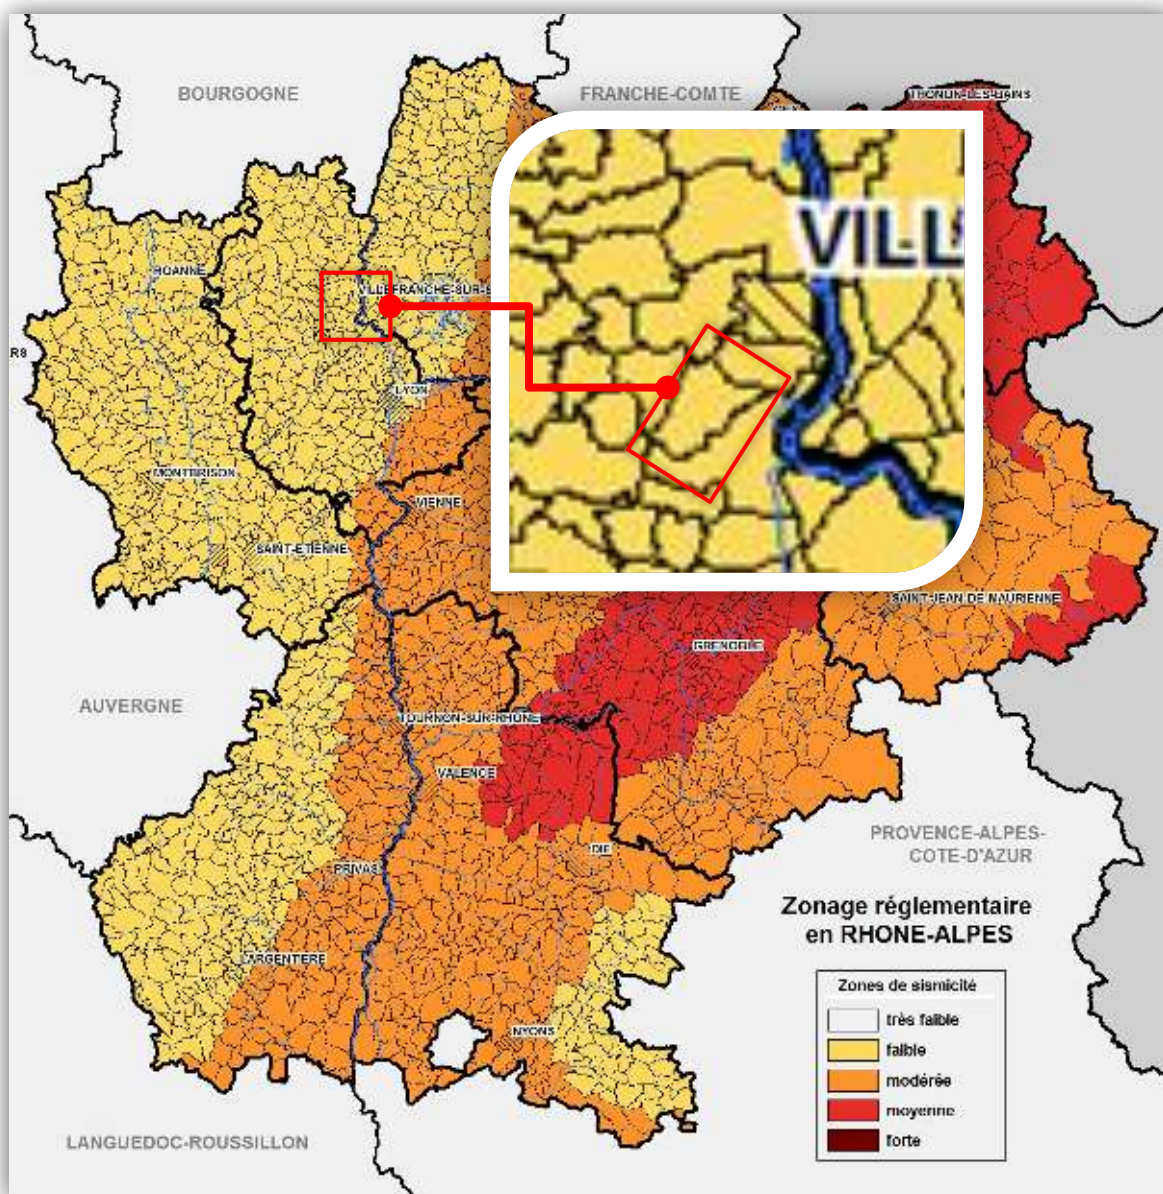 BOURGOGNE
FRANCHE-COMTE
THONON-LES-BAINS
VILL
ROANNE
VILLEFRANCHE-SUR-S
RS
LYON
MONTBRISON
VIENNE
SAINT-ETIENNE
SAINT-JEAN-DE-MAURIENNE
GRENOBLE
AUVERGNE
TOURNON-SUR-RHONE
VALENCE
PROVENCE-ALPES-
COTE-D'AZUR
DIE
PRIVAS
Zonage réglementaire
en RHONE-ALPES
LARGENTIERE
Zones de sismicité
très faible
faible
NYONS
modérée
moyenne
forte
LANGUEDOC-ROUSSILLON